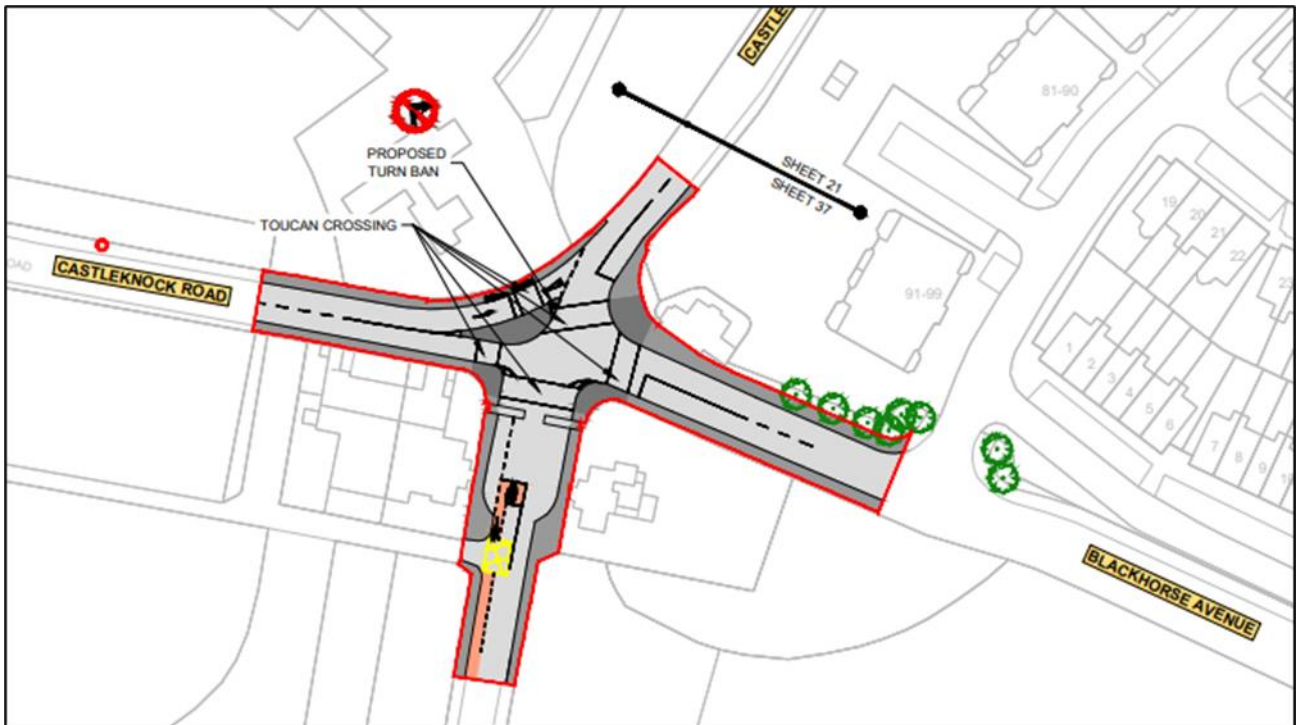 CASTLE
81-90
SHEET 21
SHEET 37
PROPOSED
TURN BAN
TOUCAN CROSSING
CASTLEKNOCK ROAD
91-99
19
20
21
22
23
1
2
3
4
5
6
7
8
9
BLACKHORSE AVENUE